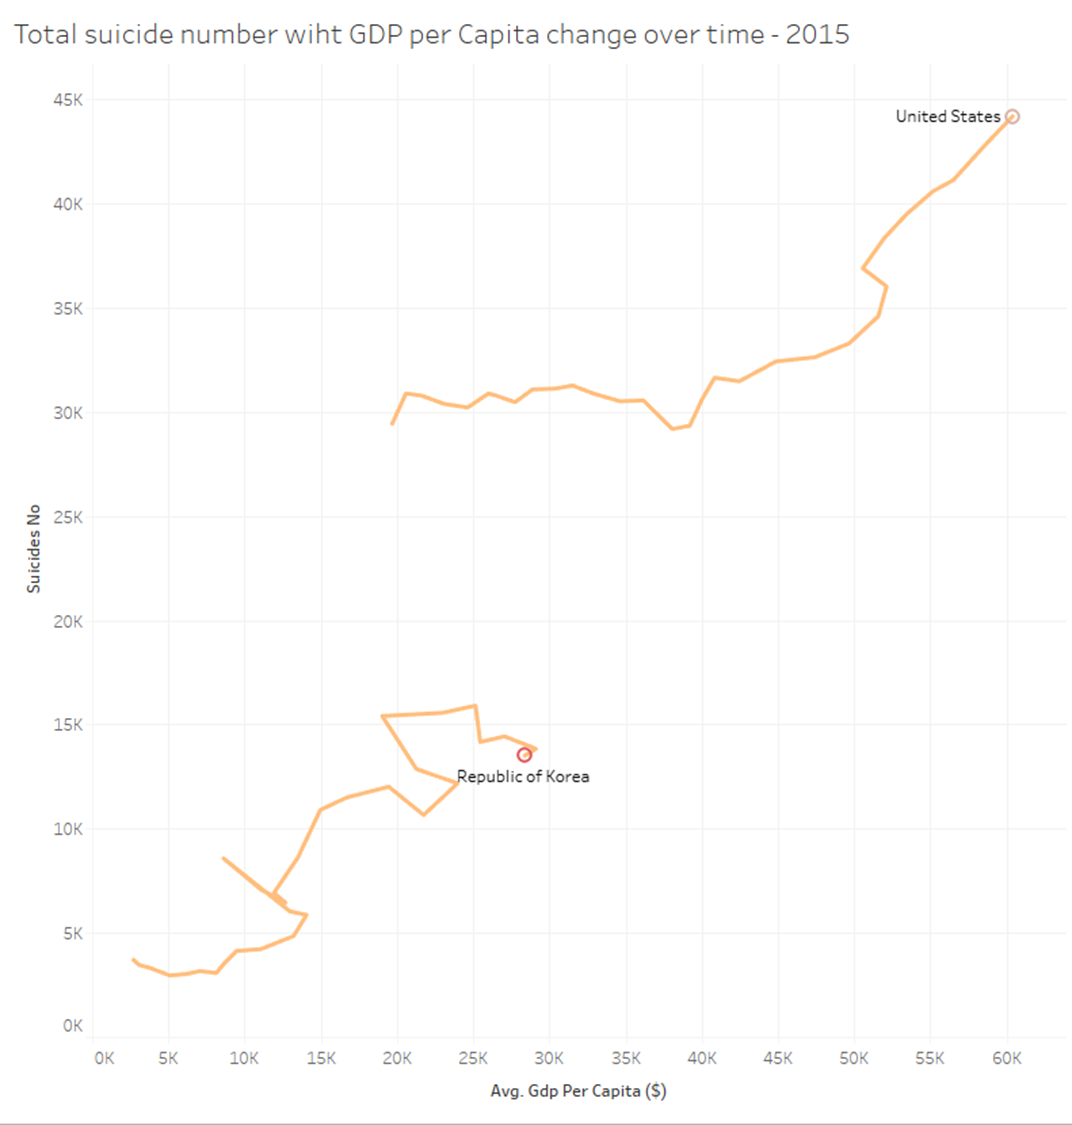 Total suicide number wiht GDP per Capita change over time - 2015
45K
United States
40K
35K
30K
25K
Suicides No
20K
15K
Republic of Korea
10K
5K
0K
0K 5K 10K 15K 20K 25K 30K 35K 40K 45K 50K 55K 60K
Avg. Gdp Per Capita ($)